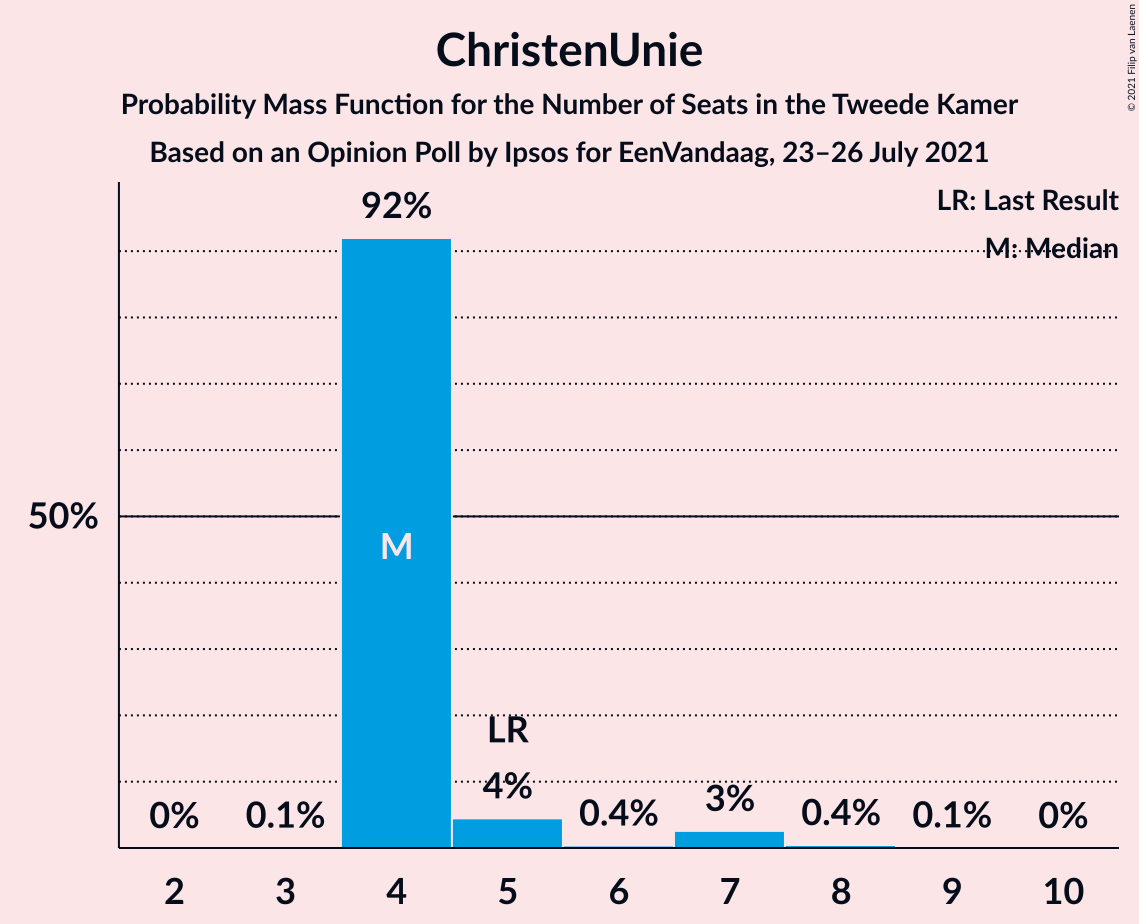 ChristenUnie
Probability Mass Function for the Number of Seats in the Tweede Kamer
Based on an Opinion Poll by Ipsos for EenVandaag, 23–26 July 2021
© 2021 Filip van Laenen
LR: Last Result
M: Median
92%
50%
M
LR
0%
0.1%
4%
0.4%
3%
0.4%
0.1%
0%
2 3 4 5 6 7 8 9 10